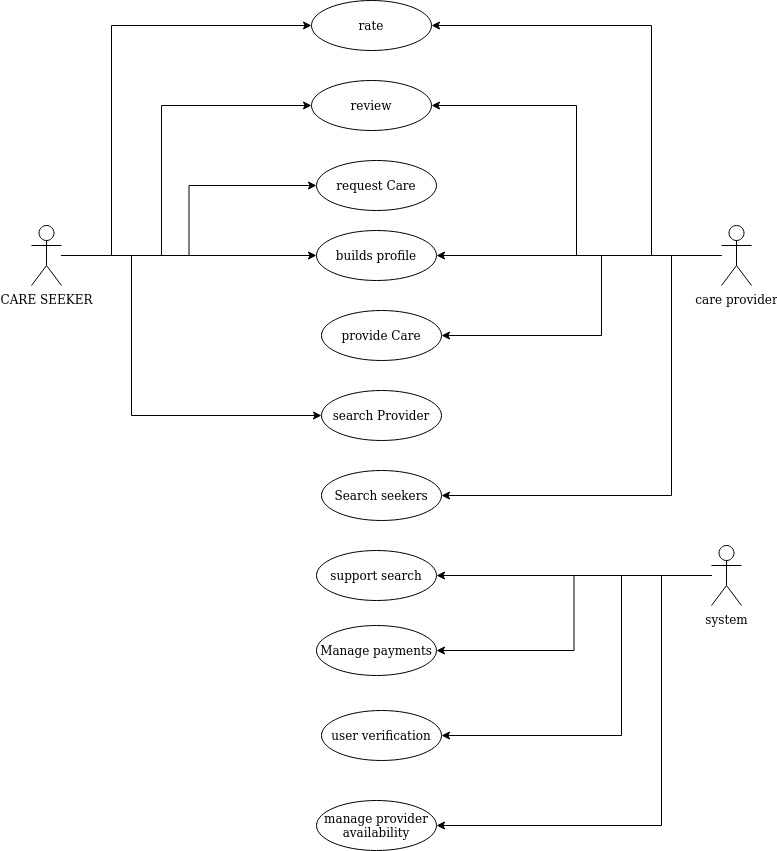 rate
review
request Care
builds profile
CARE SEEKER
care provider
provide Care
search Provider
Search seekers
support search
system
Manage payments
user verification
manage provider
availability